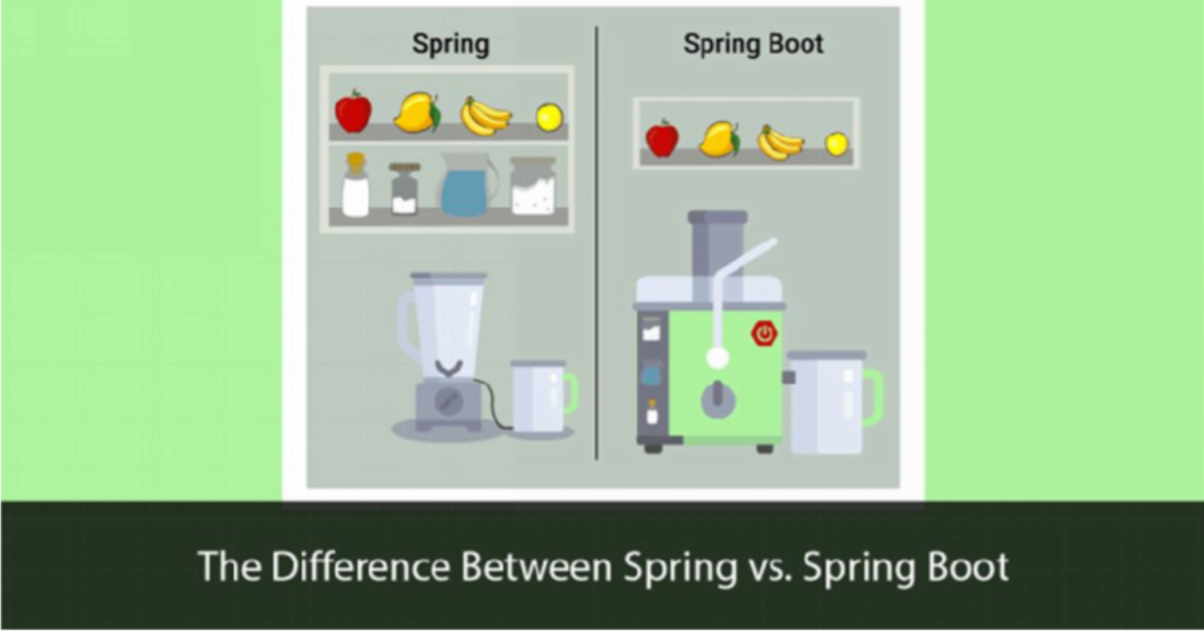 Spring
Spring Boot
The Difference Between Spring vs. Spring Boot